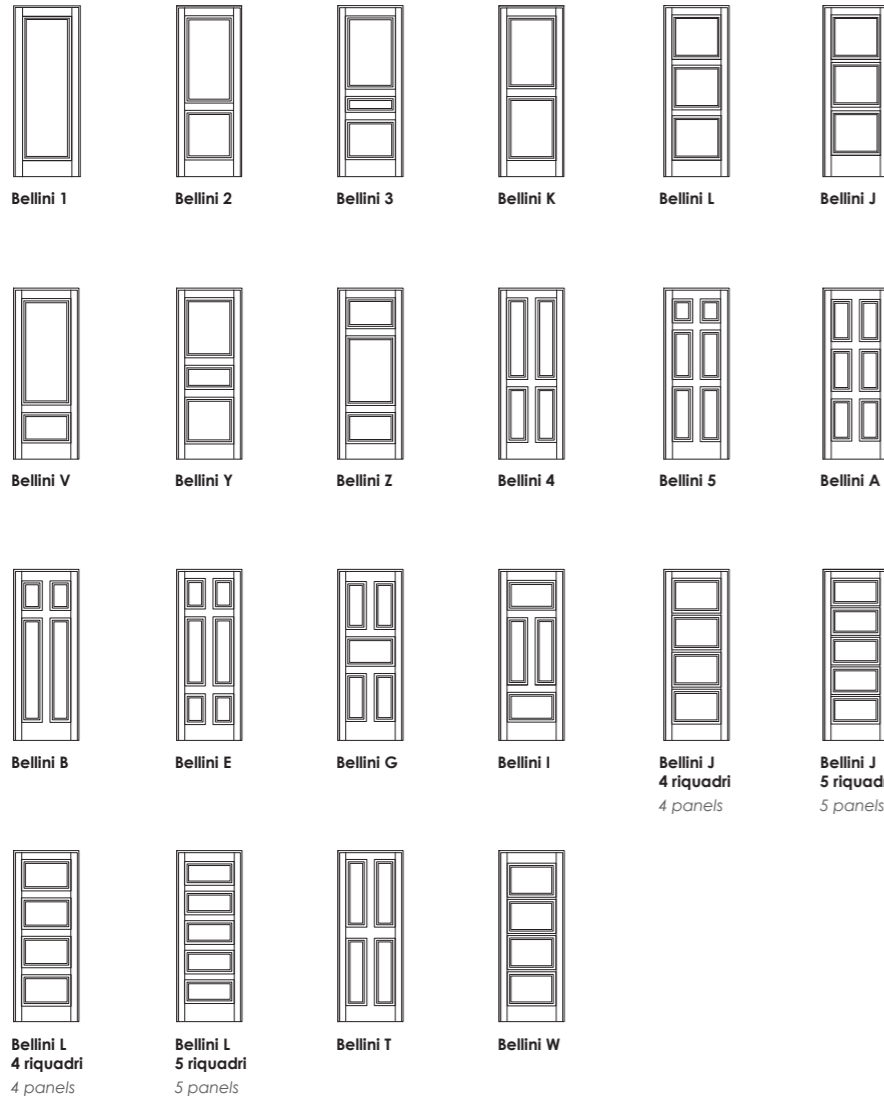 Bellini 1
Bellini 2
Bellini 3
Bellini K
Bellini L
Bellini J
Bellini V
Bellini Y
Bellini Z
Bellini 4
Bellini 5
Bellini A
Bellini B
Bellini E
Bellini G
Bellini I
Bellini J
4 riquadri
4 panels
Bellini J
5 panels
Bellini L
4 riquadri
4 panels
Bellini L
5 riquadri
5 panels
Bellini T
Bellini W